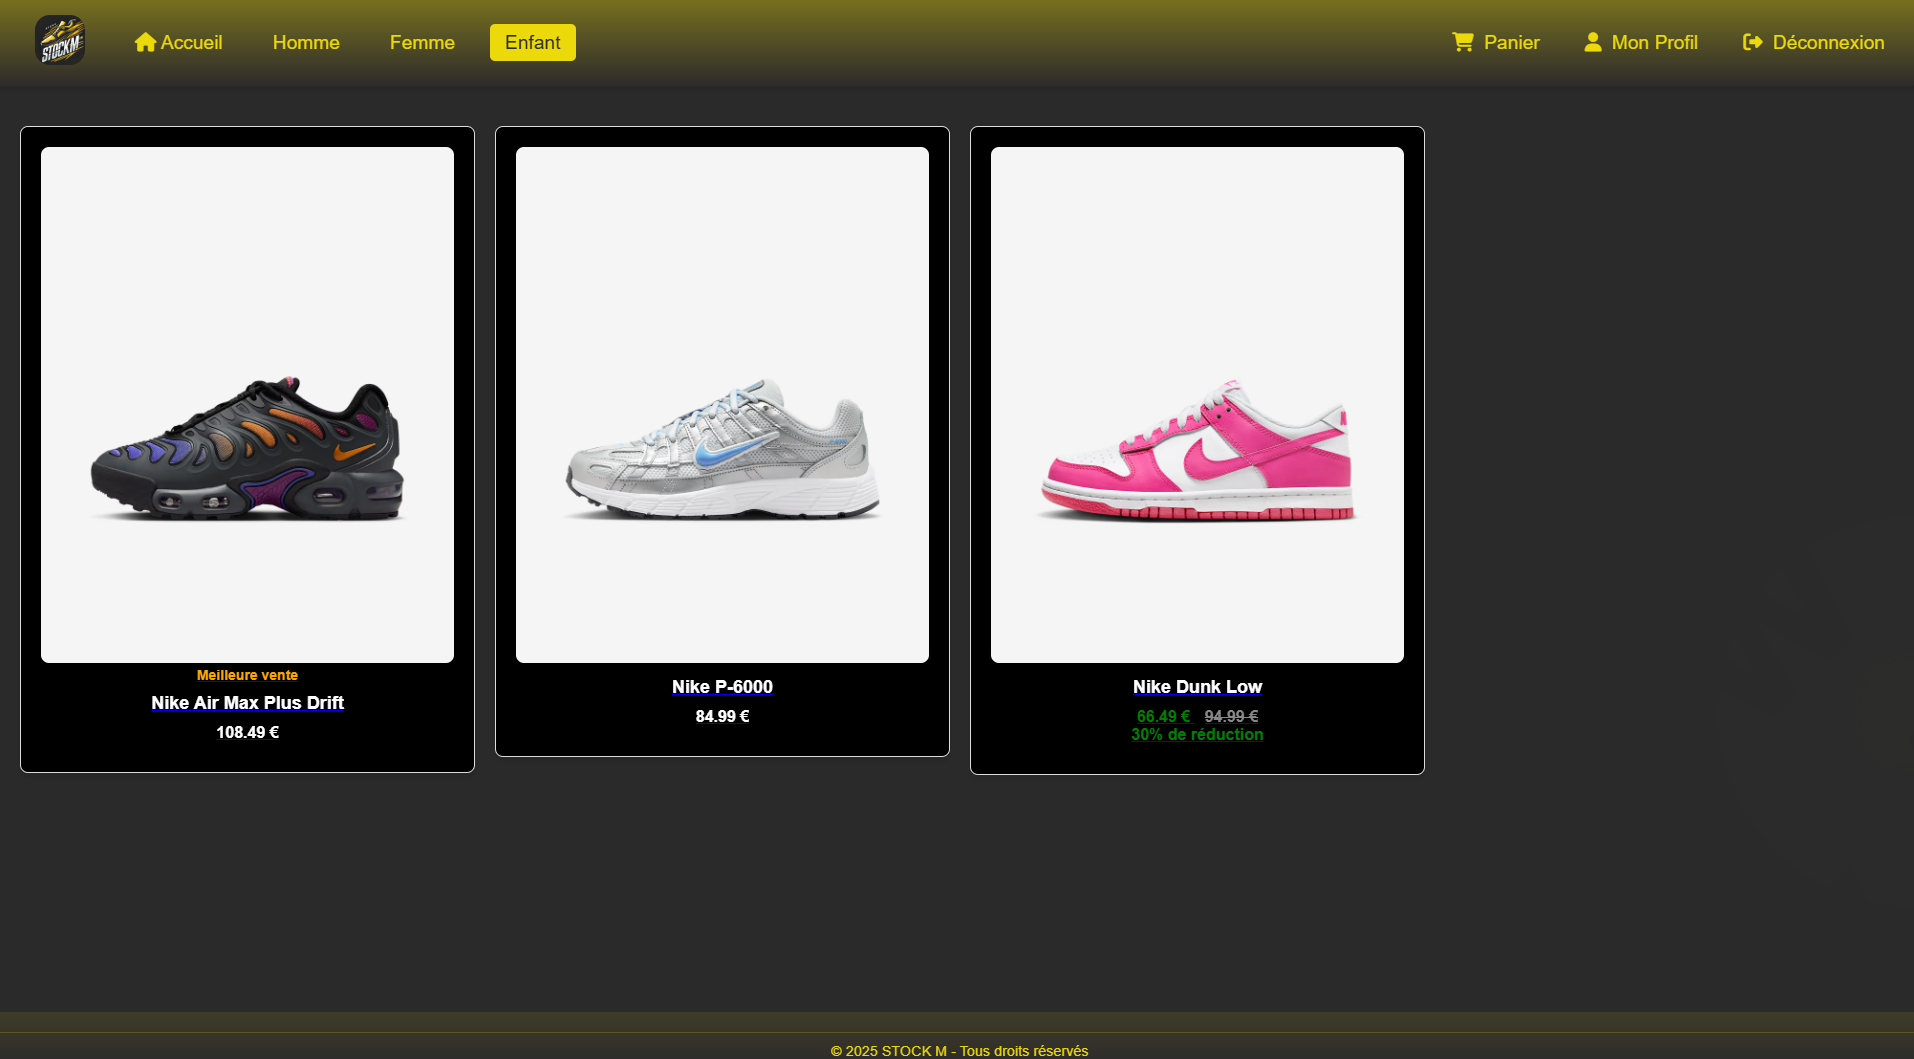 STOCKM
Accueil
Homme
Femme
Enfant
Panier
Mon Profil
Déconnexion
Meilleure vente
Nike Air Max Plus Drift
108.49 €
Nike P-6000
84.99 €
Nike Dunk Low
66.49 € 94.99 €
30% de réduction
© 2025 STOCK M - Tous droits réservés